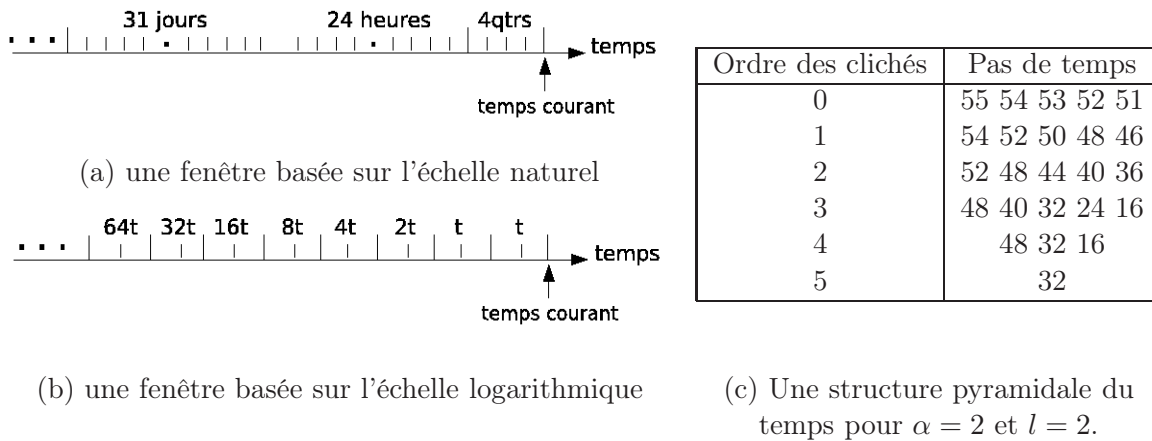 31 jours 24 heures 4qtrs
temps
temps courant
(a) une fenêtre basée sur l'échelle naturel
64t 32t 16t 8t 4t 2t t t
temps
temps courant
(b) une fenêtre basée sur l'échelle logarithmique
Ordre des clichés Pas de temps
0 55 54 53 52 51
1 54 52 50 48 46
2 52 48 44 40 36
3 48 40 32 24 16
4 48 32 16
5 32
(c) Une structure pyramidale du
temps pour α = 2 et l = 2.